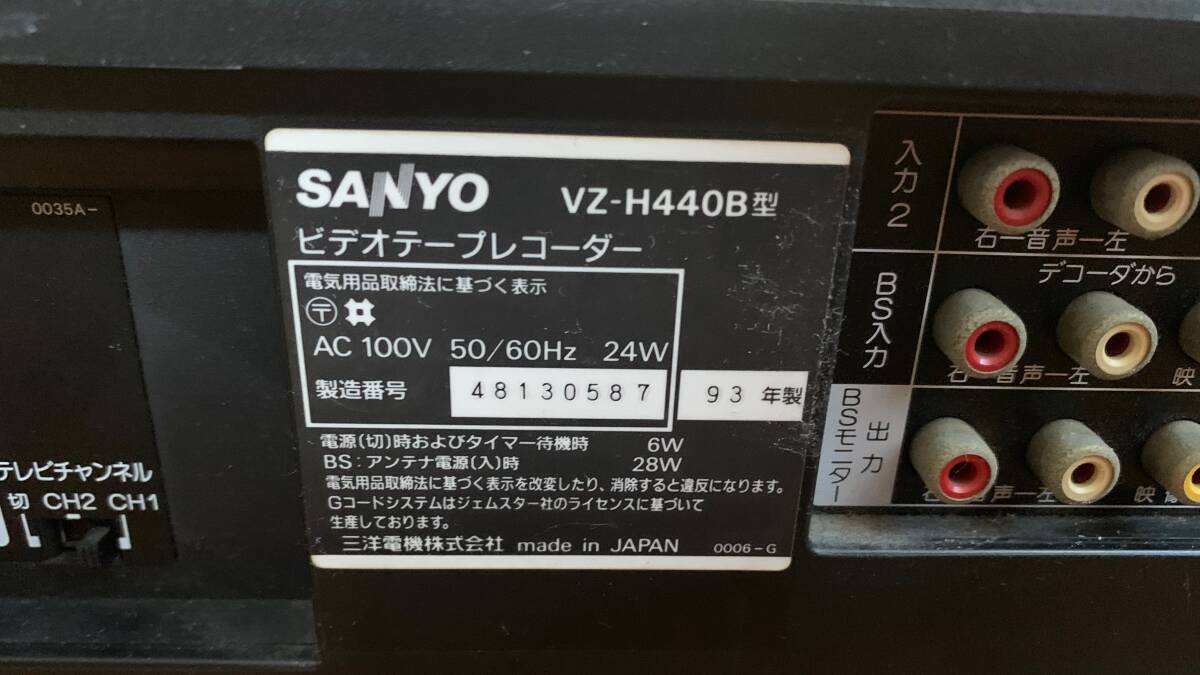 0035A-
テレビチャンネル
切 CH2 CH1
SANYO VZ-H440B型
ビデオテープレコーダー
電気用品取締法に基づく表示
〒
AC 100V 50/60Hz 24W
製造番号 48130587 93 年製
電源(切)時およびタイマー待機時 6W
BS:アンテナ電源(入)時 28W
電気用品取締法に基づく表示を改変したり、消除すると違反になります。
Gコードシステムはジェムスター社のライセンスに基づいて
生産しております。
三洋電機株式会社 made in JAPAN 0006-G
入力2
右ー音声ー左
デコーダから
BS入力
右ー音声ー左 映
BSモニター
出力
右ー音声ー左 映像